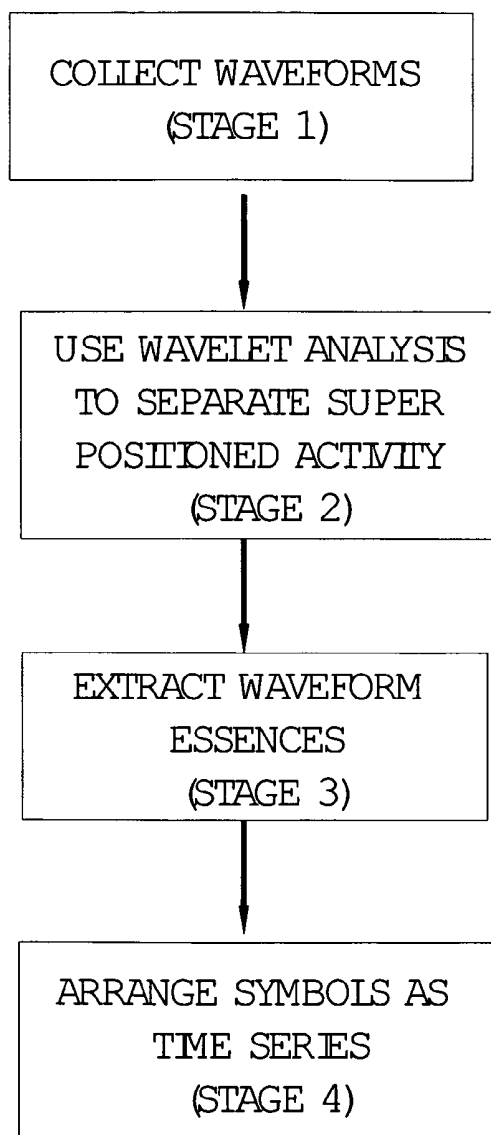 COLLECT WAVEFORMS
(STAGE 1)
USE WAVELET ANALYSIS
TO SEPARATE SUPER
POSITIONED ACTIVITY
(STAGE 2)
EXTRACT WAVEFORM
ESSENCES
(STAGE 3)
ARRANGE SYMBOLS AS
TIME SERIES
(STAGE 4)